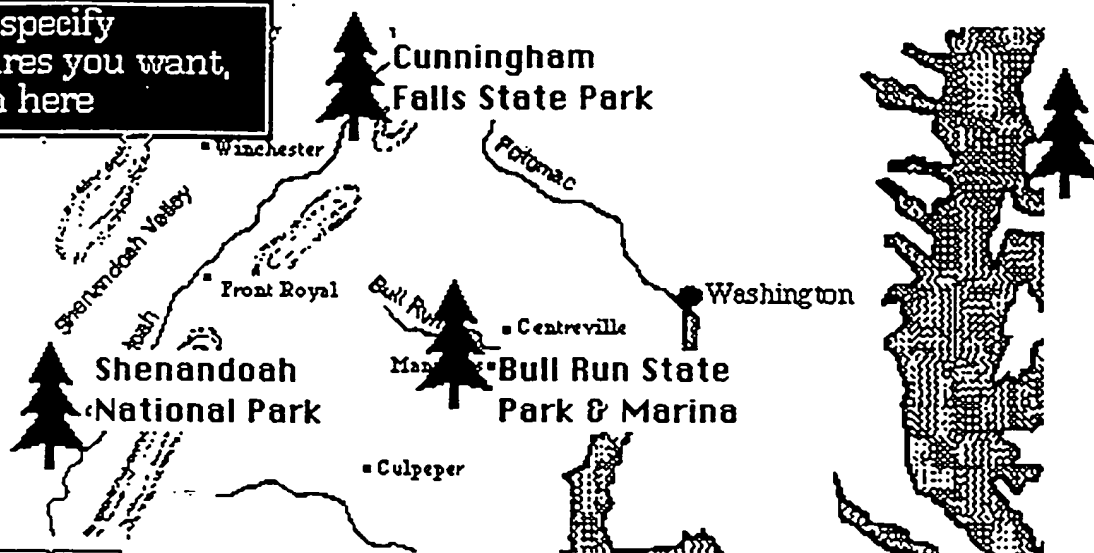 specify
res you want,
here
Cunningham
Falls State Park
Winchester
Potomac
Shenandoah Valley
Front Royal
Bull Run
Washington
Centreville
Shenandoah
National Park
Bull Run State
Park & Marina
Culpeper